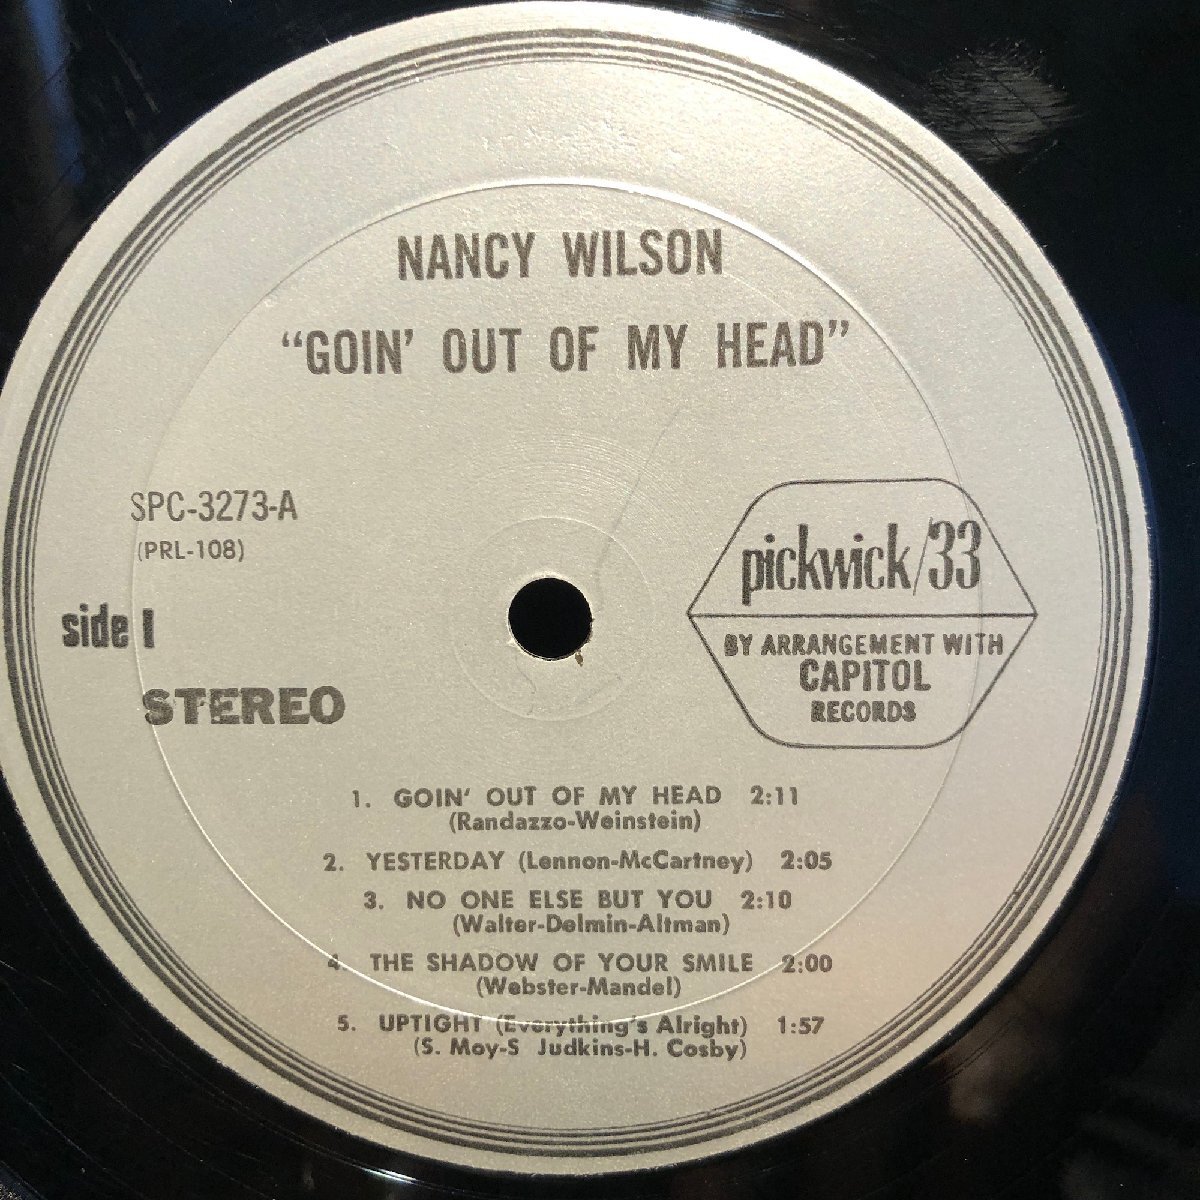 NANCY WILSON
“GOIN’ OUT OF MY HEAD”
SPC-3273-A
(PRL-108)
side 1
STEREO
pickwick/33
BY ARRANGEMENT WITH
CAPITOL
RECORDS
1. GOIN’ OUT OF MY HEAD 2:11
(Randazzo-Weinstein)
2. YESTERDAY (Lennon-McCartney) 2:05
3. NO ONE ELSE BUT YOU 2:10
(Walter-Delmin-Altman)
4. THE SHADOW OF YOUR SMILE 2:00
(Webster-Mandel)
5. UPTIGHT (Everything's Alright) 1:57
(S. Moy-S Judkins-H. Cosby)